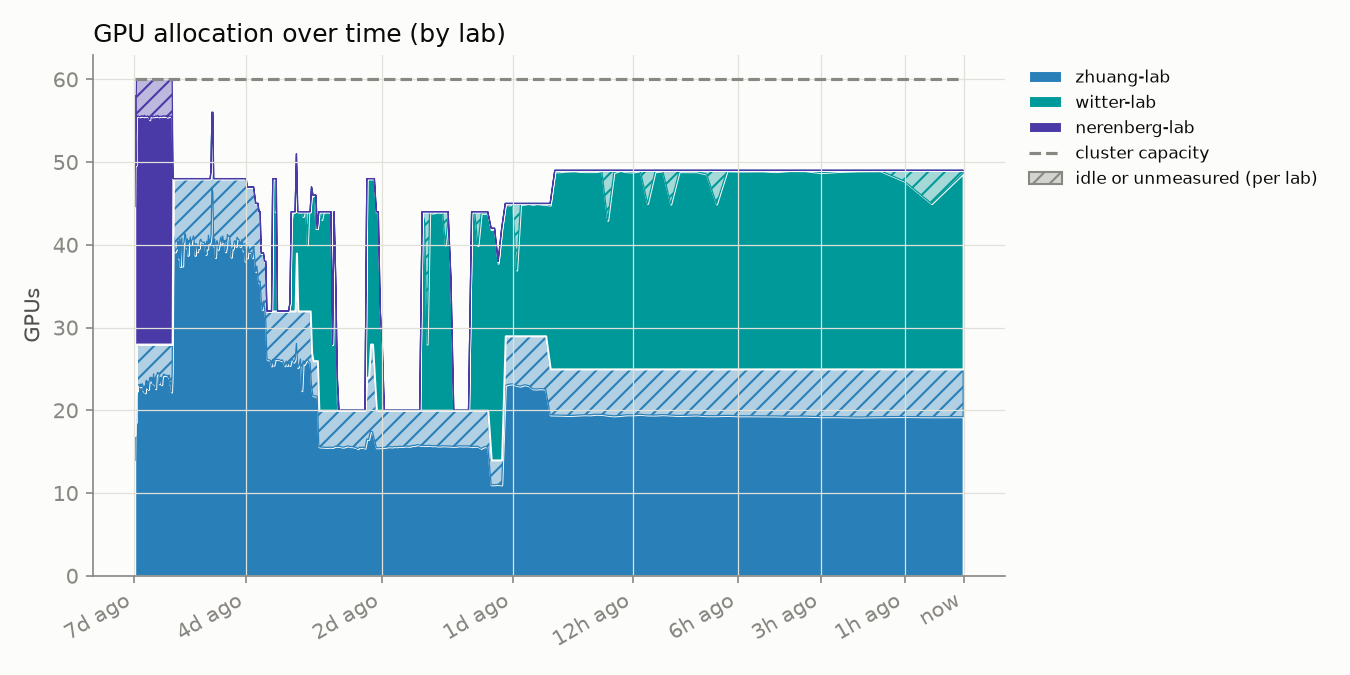 GPU allocation over time (by lab)
zhuang-lab
witter-lab
nerenberg-lab
cluster capacity
idle or unmeasured (per lab)
GPUs
60
50
40
30
20
10
0
7d ago
4d ago
2d ago
1d ago
12h ago
6h ago
3h ago
1h ago
now